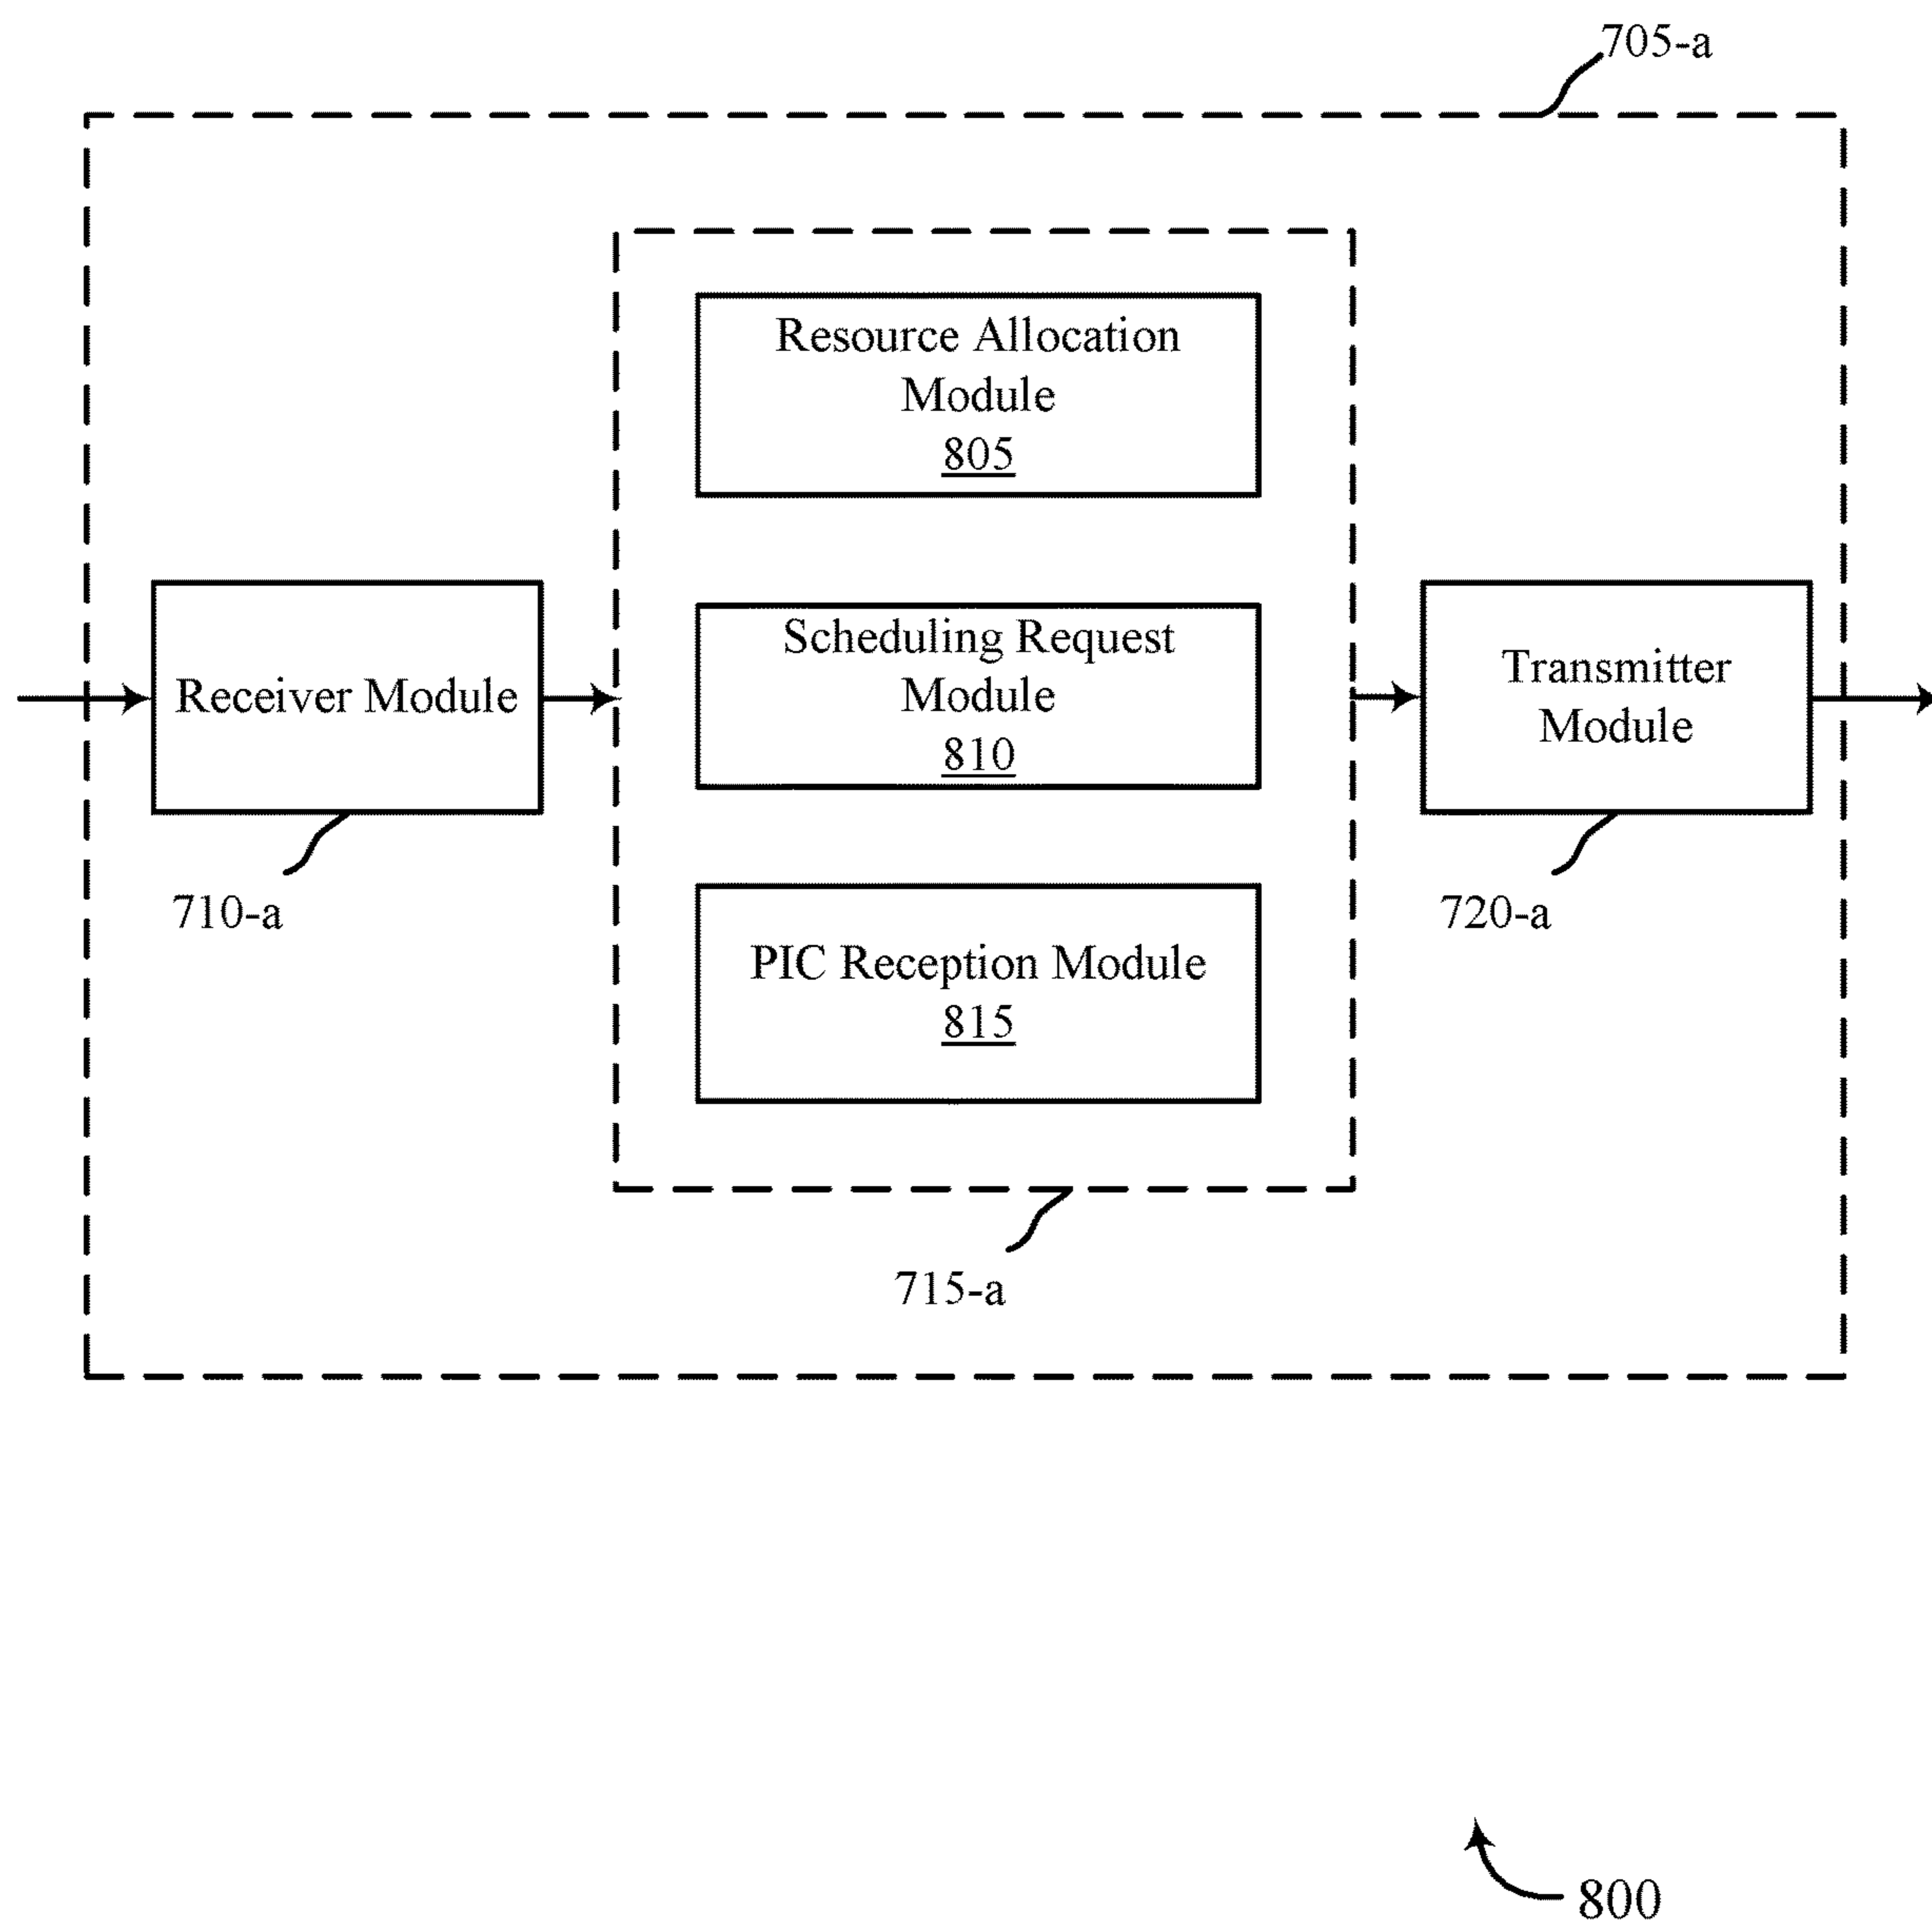 705-a
Resource Allocation
Module
805
Scheduling Request
Module
810
Receiver Module
Transmitter
Module
710-a
720-a
PIC Reception Module
815
715-a
800